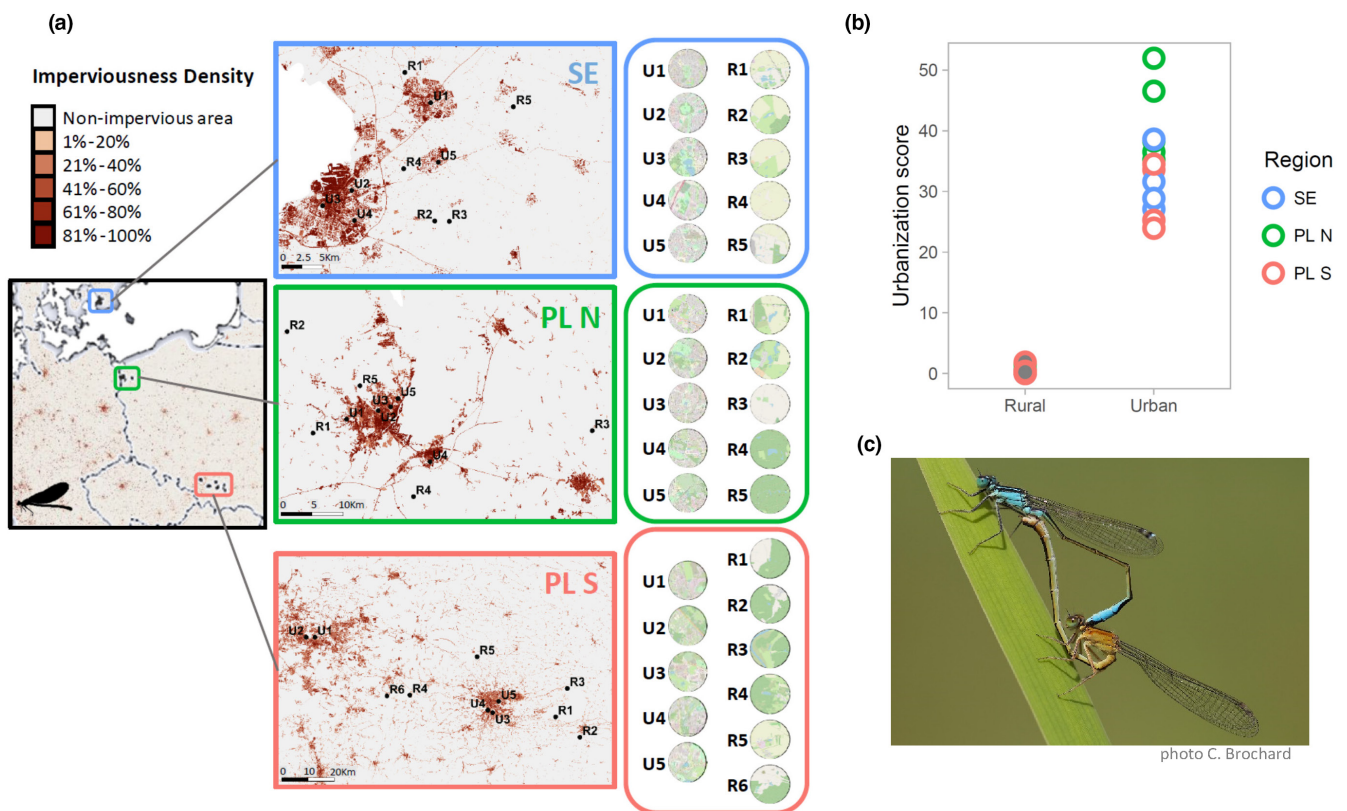 (a)
Imperviousness Density
Non-impervious area
1%-20%
21%-40%
41%-60%
61%-80%
81%-100%
SE
R1
U1
R5
U5
R4
U2
U3
U4
R2
R3
0 2.5 5Km
U1 R1
U2 R2
U3 R3
U4 R4
U5 R5
PL N
R2
R5
U5
U3
U1
U2
R1
R3
U4
R4
0 5 10Km
U1 R1
U2 R2
U3 R3
U4 R4
U5 R5
PL S
U2 U1
R5
R6 R4
R3
U5
U4
U3
R1
R2
0 10 20Km
U1
U2
U3
U4
U5
R1
R2
R3
R4
R5
R6
(b)
Urbanization score
50
40
30
20
10
0
Rural Urban
Region
SE
PL N
PL S
(c)
photo C. Brochard